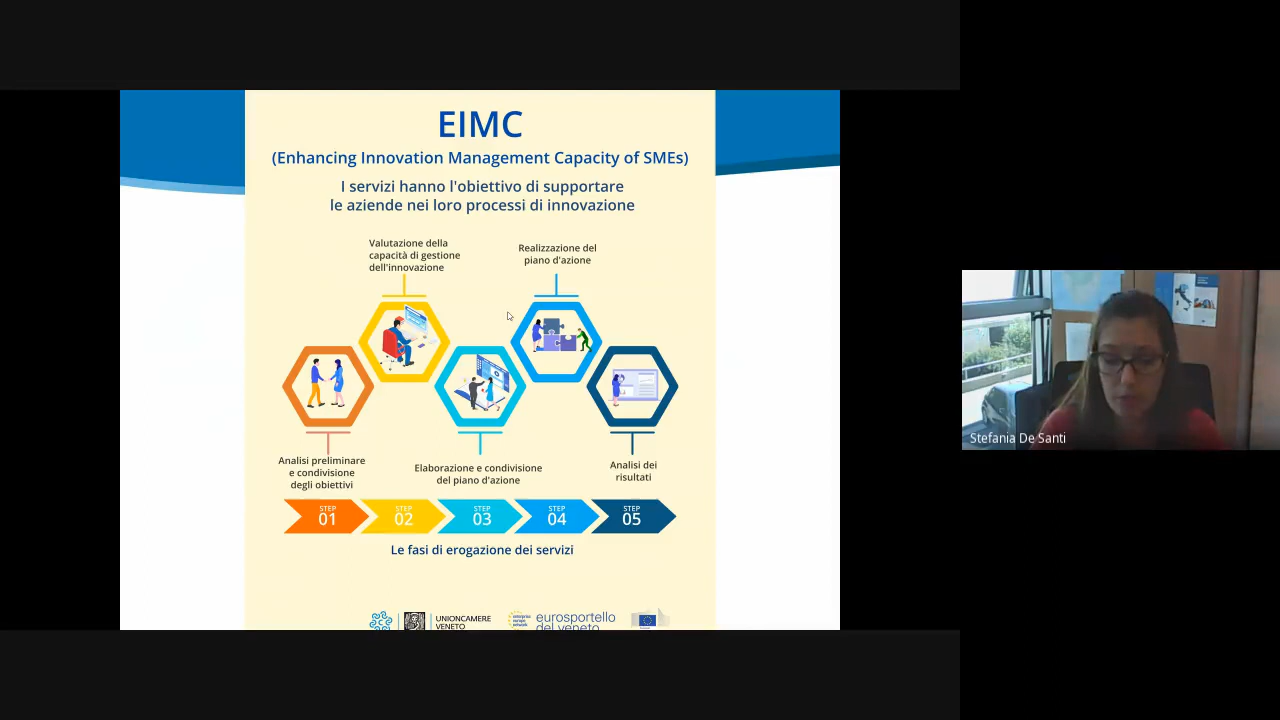 EIMC
(Enhancing Innovation Management Capacity of SMEs)
I servizi hanno l'obiettivo di supportare
le aziende nei loro processi di innovazione
Valutazione della
capacità di gestione
dell'innovazione
Realizzazione del
piano d'azione
Analisi preliminare
e condivisione
degli obiettivi
Elaborazione e condivisione
del piano d'azione
Analisi dei
risultati
STEP
01
STEP
02
STEP
03
STEP
04
STEP
05
Le fasi di erogazione dei servizi
UNIONCAMERE
VENETO
enterprise
europe
network
eurosportello
del veneto
Stefania De Santi